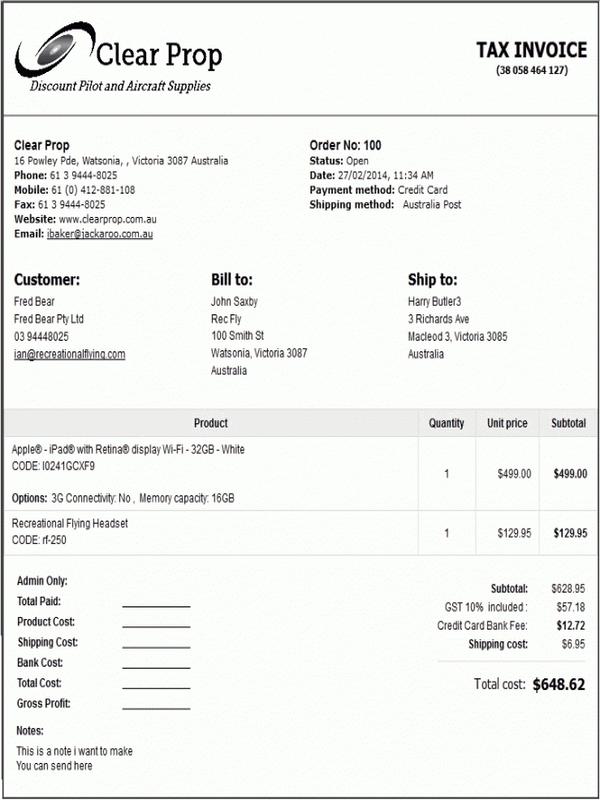 Clear Prop
Discount Pilot and Aircraft Supplies
TAX INVOICE
(38 058 464 127)
Clear Prop
16 Powley Pde, Watsonia, , Victoria 3087 Australia
Phone: 61 3 9444-8025
Mobile: 61 (0) 412-881-108
Fax: 61 3 9444-8025
Website: www.clearprop.com.au
Email: ibaker@jackaroo.com.au
Order No: 100
Status: Open
Date: 27/02/2014, 11:34 AM
Payment method: Credit Card
Shipping method: Australia Post
Customer:
Fred Bear
Fred Bear Pty Ltd
03 94448025
ian@recreationalflying.com
Bill to:
John Saxby
Rec Fly
100 Smith St
Watsonia, Victoria 3087
Australia
Ship to:
Harry Butler3
3 Richards Ave
Macleod 3, Victoria 3085
Australia
Product Quantity Unit price Subtotal
Apple® - iPad® with Retina® display Wi-Fi - 32GB - White
CODE: I0241GCXF9
1 $499.00 $499.00
Options: 3G Connectivity: No , Memory capacity: 16GB
Recreational Flying Headset
CODE: rf-250
1 $129.95 $129.95
Admin Only:
Total Paid:
Product Cost:
Shipping Cost:
Bank Cost:
Total Cost:
Gross Profit:
Subtotal: $628.95
GST 10% included : $57.18
Credit Card Bank Fee: $12.72
Shipping cost: $6.95
Total cost: $648.62
Notes:
This is a note i want to make
You can send here